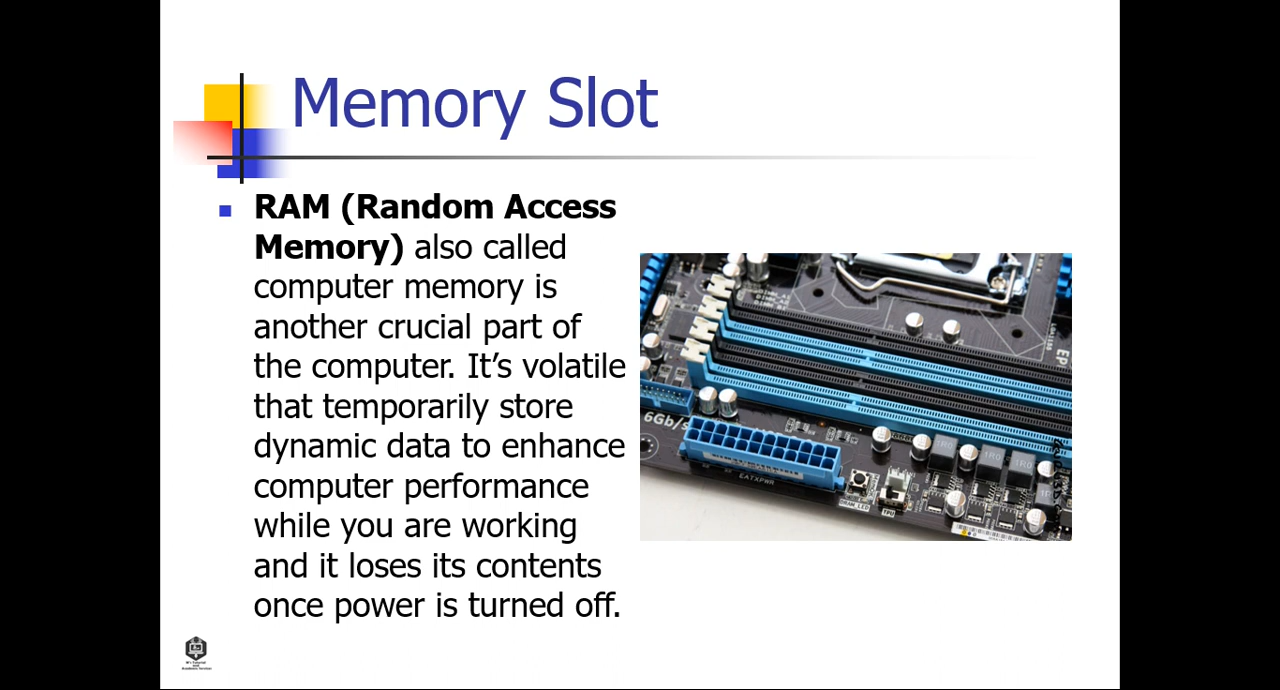 Memory Slot
RAM (Random Access
Memory) also called
computer memory is
another crucial part of
the computer. It’s volatile
that temporarily store
dynamic data to enhance
computer performance
while you are working
and it loses its contents
once power is turned off.
6Gb/s
EATXPWR
DRAM_LED